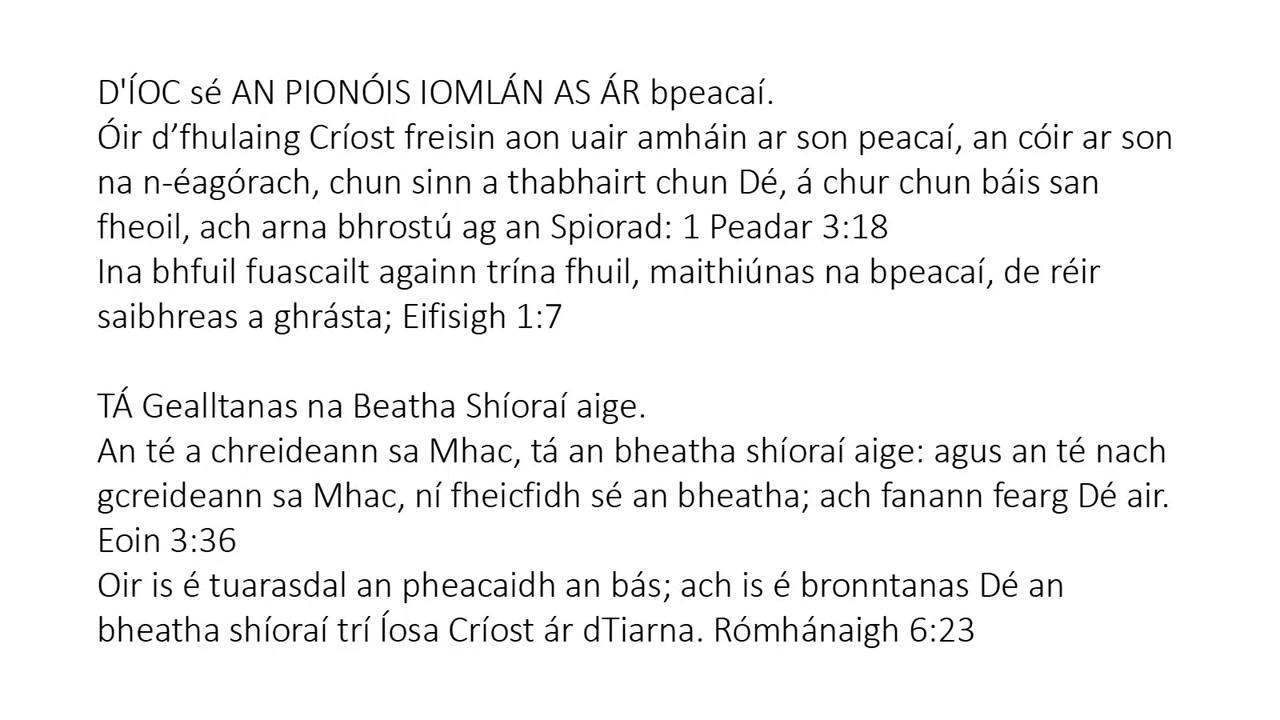 D'ÍOC sé AN PIONÓIS IOMLÁN AS ÁR bpeacaí.
Óir d’fhulaing Críost freisin aon uair amháin ar son peacaí, an cóir ar son
na n-éagórach, chun sinn a thabhairt chun Dé, á chur chun báis san
fheoil, ach arna bhrostú ag an Spiorad: 1 Peadar 3:18
Ina bhfuil fuascailt againn trína fhuil, maithiúnas na bpeacaí, de réir
saibhreas a ghrásta; Eifisigh 1:7
TÁ Gealltanas na Beatha Shíoraí aige.
An té a chreideann sa Mhac, tá an bheatha shíoraí aige: agus an té nach
gcreideann sa Mhac, ní fheicfidh sé an bheatha; ach fanann fearg Dé air.
Eoin 3:36
Oir is é tuarasdal an pheacaidh an bás; ach is é bronntanas Dé an
bheatha shíoraí trí Íosa Críost ár dTiarna. Rómhánaigh 6:23